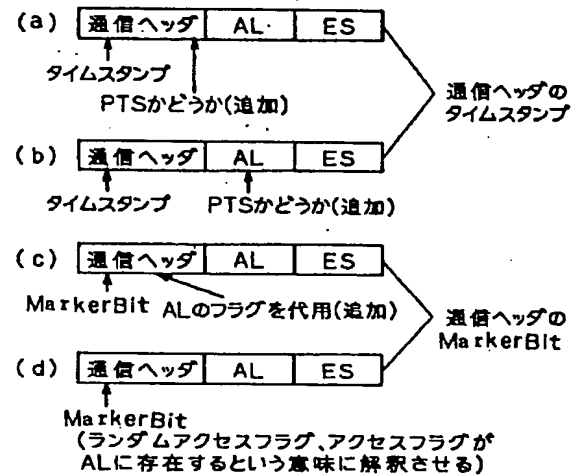 (a) 通信ヘッダ AL ES
タイムスタンプ
PTSかどうか(追加)
通信ヘッダの
タイムスタンプ
(b) 通信ヘッダ AL ES
タイムスタンプ PTSかどうか(追加)
(c) 通信ヘッダ AL ES
MarkerBit ALのフラグを代用(追加)
通信ヘッダの
MarkerBit
(d) 通信ヘッダ AL ES
MarkerBit
(ランダムアクセスフラグ、アクセスフラグが
ALに存在するという意味に解釈させる)